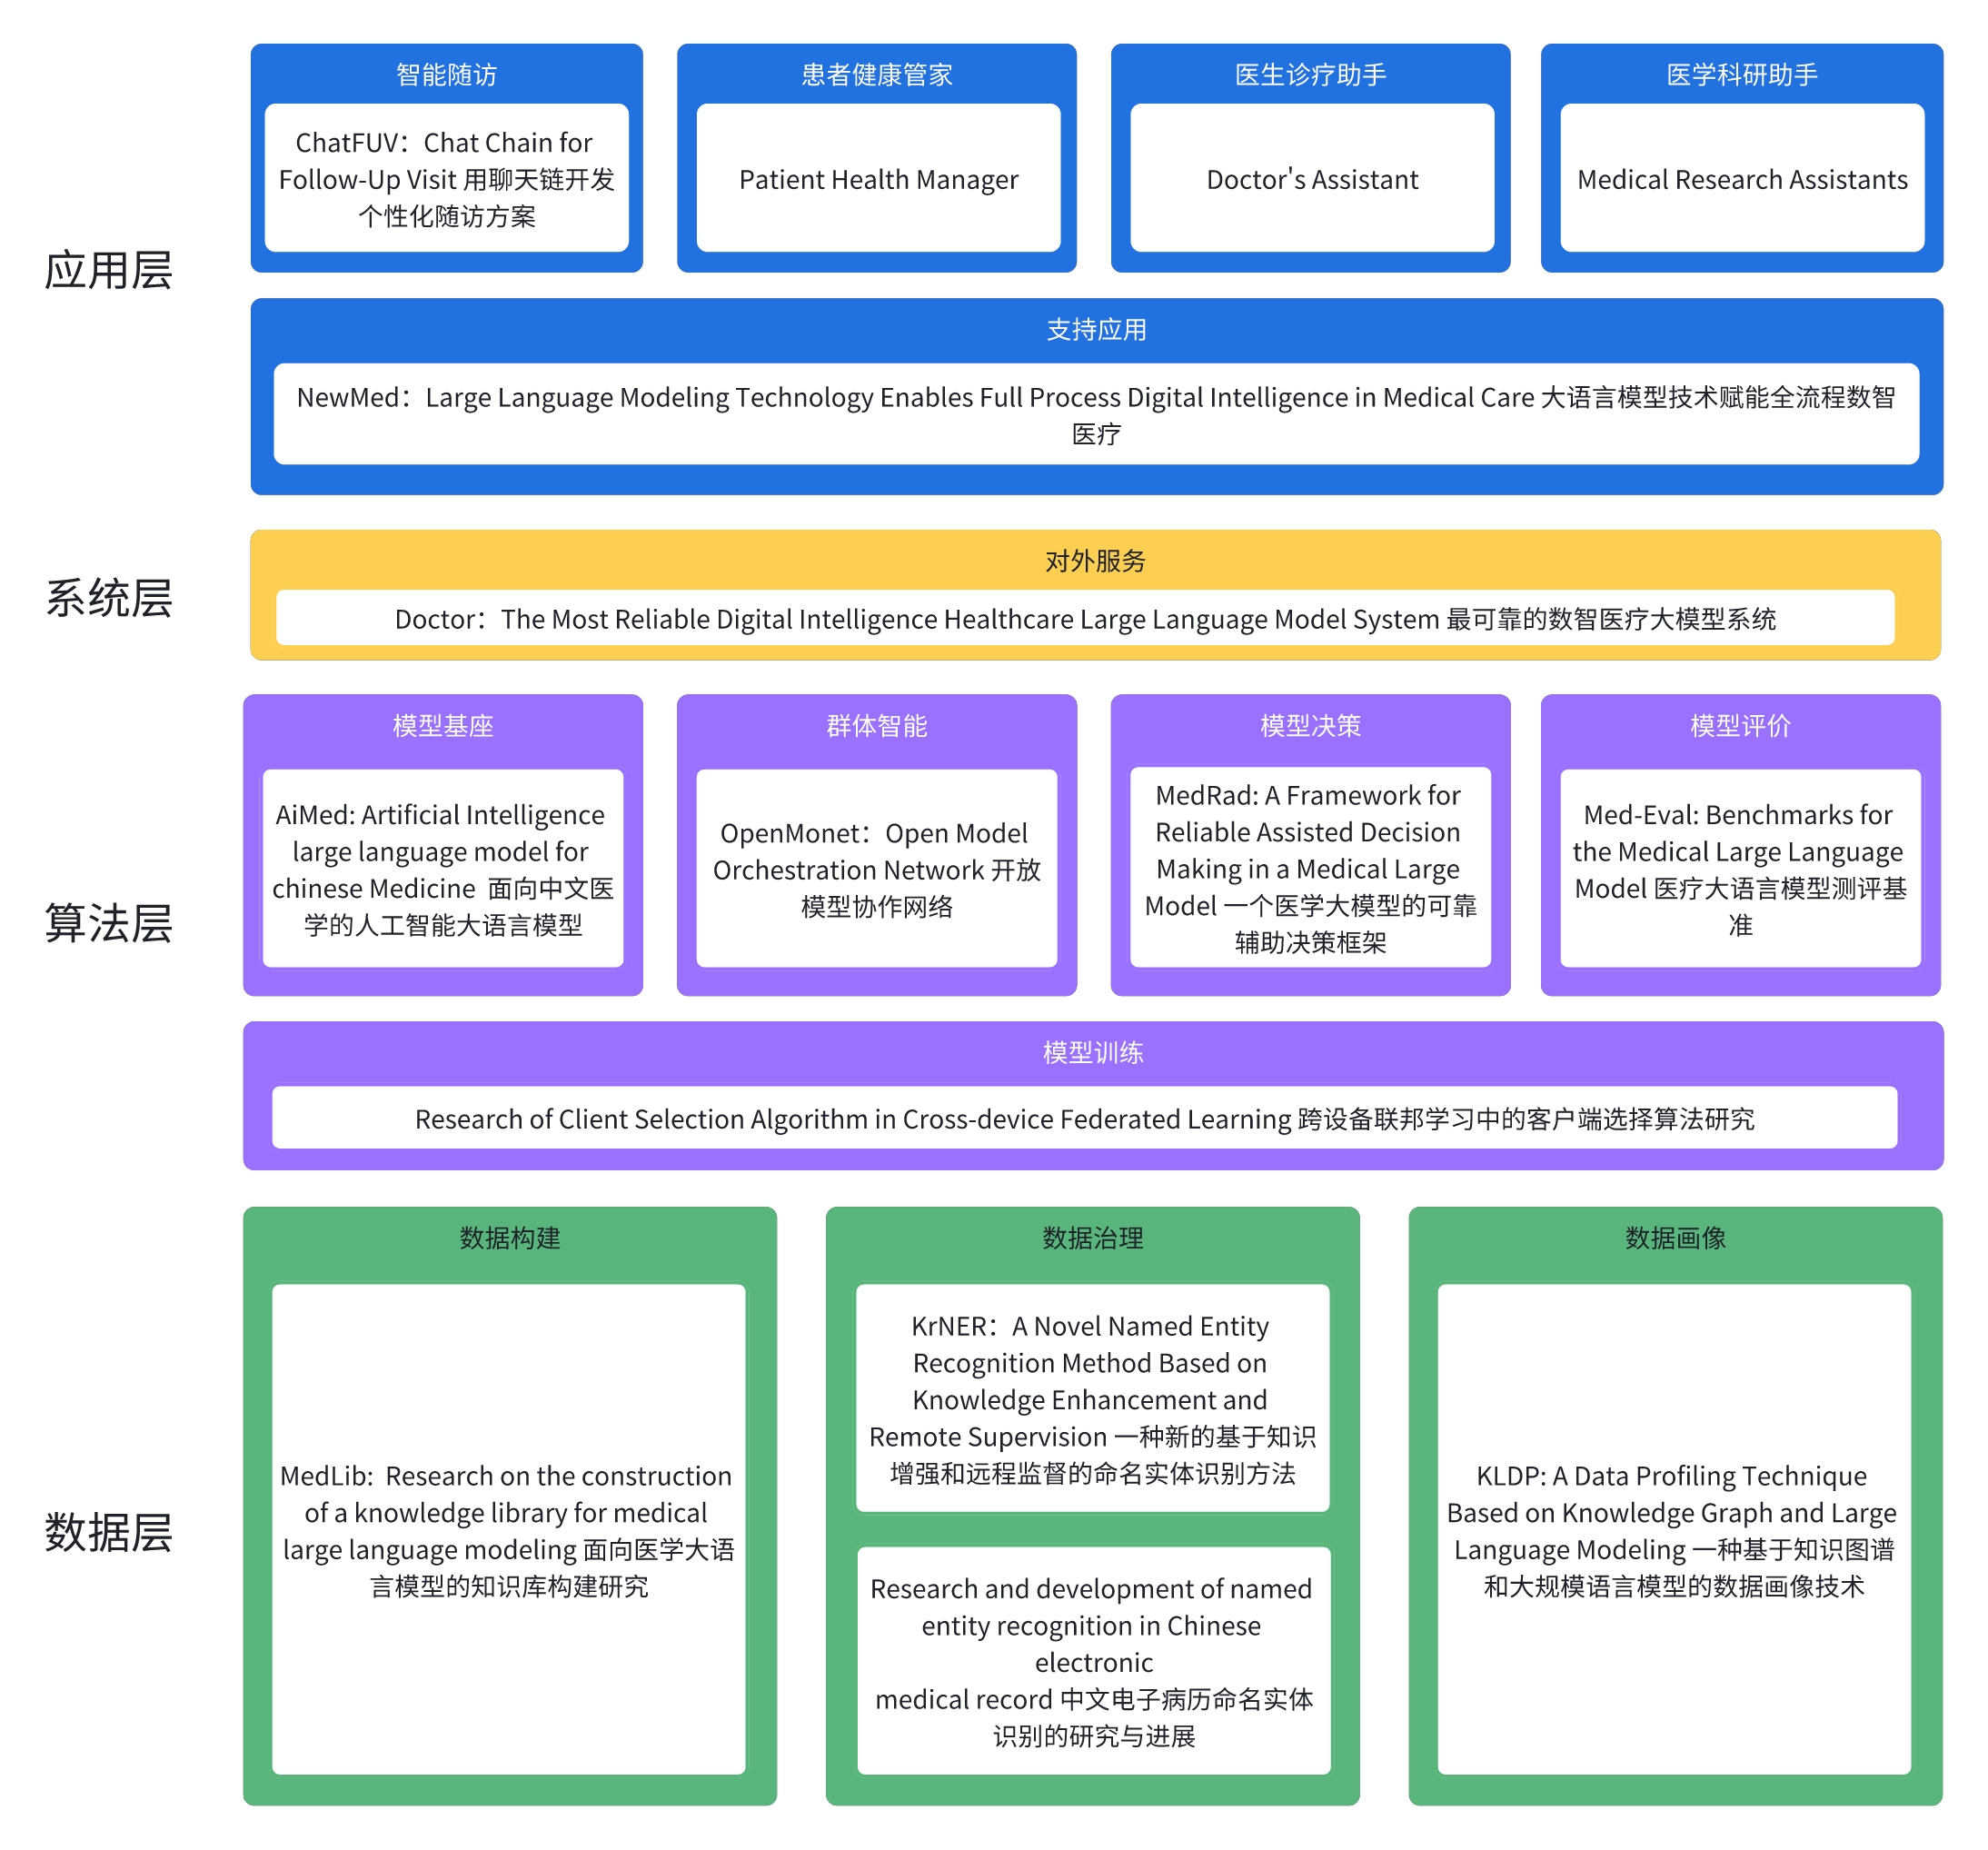 应用层
智能随访
ChatFUV：Chat Chain for
Follow-Up Visit 用聊天链开发
个性化随访方案
患者健康管家
Patient Health Manager
医生诊疗助手
Doctor's Assistant
医学科研助手
Medical Research Assistants
支持应用
NewMed：Large Language Modeling Technology Enables Full Process Digital Intelligence in Medical Care 大语言模型技术赋能全流程数智
医疗
系统层
对外服务
Doctor：The Most Reliable Digital Intelligence Healthcare Large Language Model System 最可靠的数智医疗大模型系统
算法层
模型基座
AiMed: Artificial Intelligence
large language model for
chinese Medicine 面向中文医
学的人工智能大语言模型
群体智能
OpenMonet：Open Model
Orchestration Network 开放
模型协作网络
模型决策
MedRad: A Framework for
Reliable Assisted Decision
Making in a Medical Large
Model 一个医学大模型的可靠
辅助决策框架
模型评价
Med-Eval: Benchmarks for
the Medical Large Language
Model 医疗大语言模型测评基
准
模型训练
Research of Client Selection Algorithm in Cross-device Federated Learning 跨设备联邦学习中的客户端选择算法研究
数据层
数据构建
MedLib: Research on the construction
of a knowledge library for medical
large language modeling 面向医学大语
言模型的知识库构建研究
数据治理
KrNER：A Novel Named Entity
Recognition Method Based on
Knowledge Enhancement and
Remote Supervision 一种新的基于知识
增强和远程监督的命名实体识别方法
Research and development of named
entity recognition in Chinese
electronic
medical record 中文电子病历命名实体
识别的研究与进展
数据画像
KLDP: A Data Profiling Technique
Based on Knowledge Graph and Large
Language Modeling 一种基于知识图谱
和大规模语言模型的数据画像技术